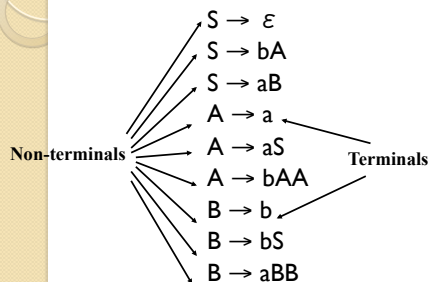 S → ε
S → bA
S → aB
A → a
Non-terminals
A → aS
Terminals
A → bAA
B → b
B → bS
B → aBB